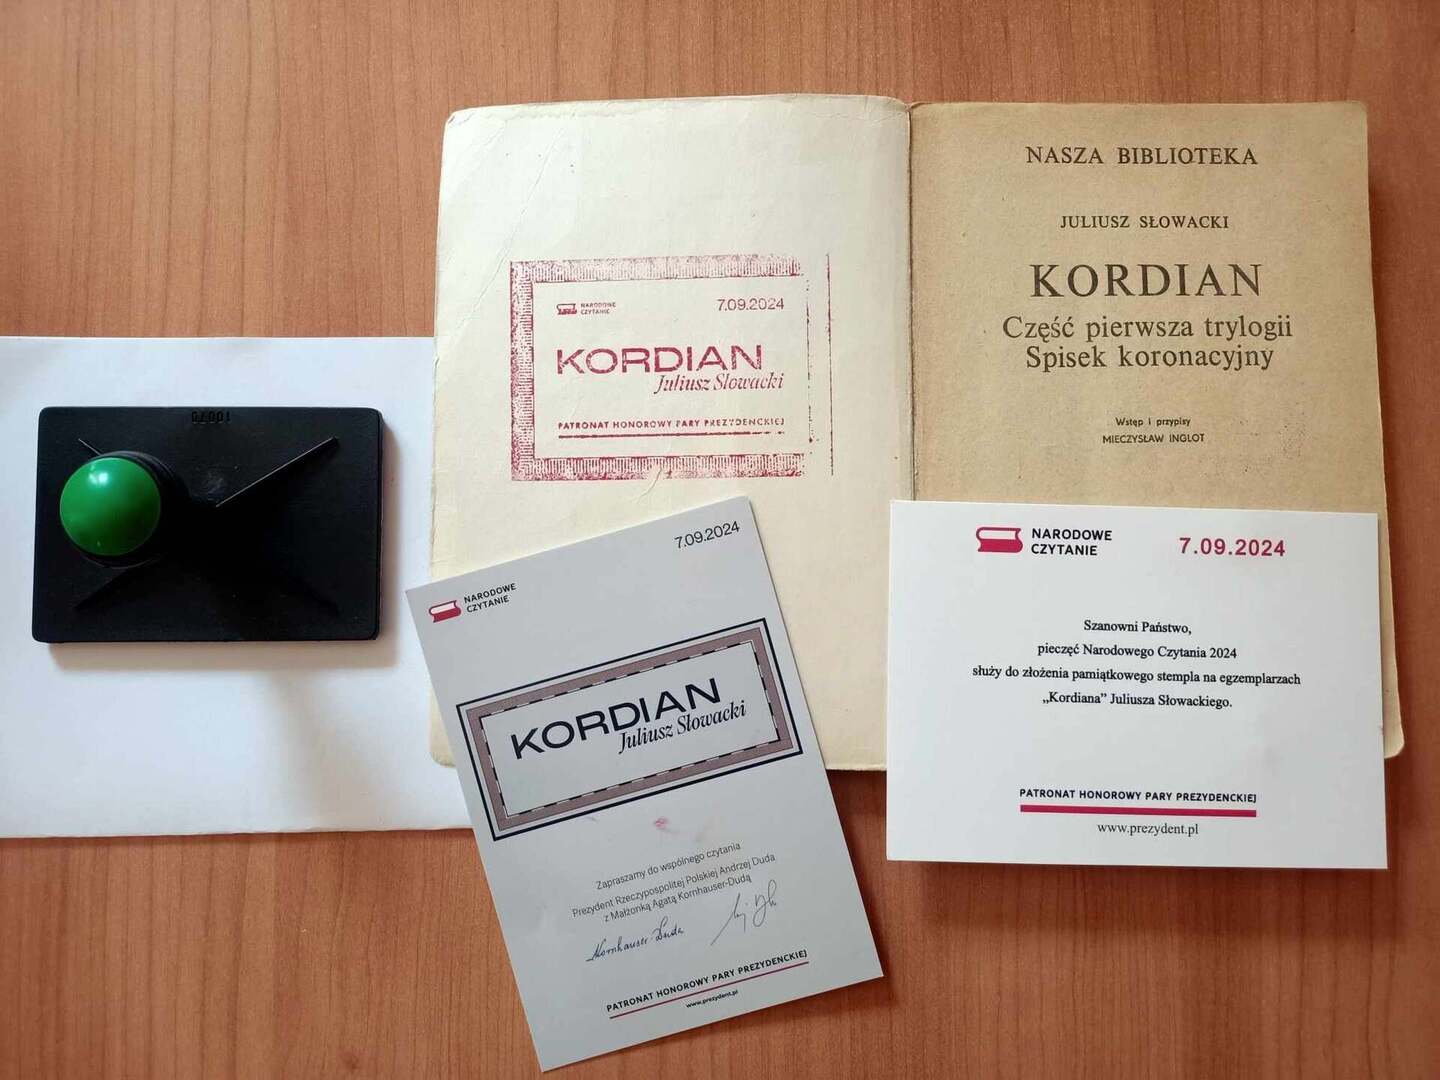 10075
NARODOWE
CZYTANIE
7.09.2024
KORDIAN
Juliusz Słowacki
PATRONAT HONOROWY PARY PREZYDENCKIEJ
NASZA BIBLIOTEKA
JULIUSZ SŁOWACKI
KORDIAN
Część pierwsza trylogii
Spisek koronacyjny
Wstęp i przypisy
MIECZYSŁAW INGLOT
7.09.2024
NARODOWE
CZYTANIE
KORDIAN
Juliusz Słowacki
Zapraszamy do wspólnego czytania
Prezydent Rzeczypospolitej Polskiej Andrzej Duda
z Małżonką Agatą Kornhauser-Dudą
Kornhauser-Duda
PATRONAT HONOROWY PARY PREZYDENCKIEJ
www.prezydent.pl
NARODOWE
CZYTANIE
7.09.2024
Szanowni Państwo,
pieczęć Narodowego Czytania 2024
służy do złożenia pamiątkowego stempla na egzemplarzach
„Kordiana” Juliusza Słowackiego.
PATRONAT HONOROWY PARY PREZYDENCKIEJ
www.prezydent.pl